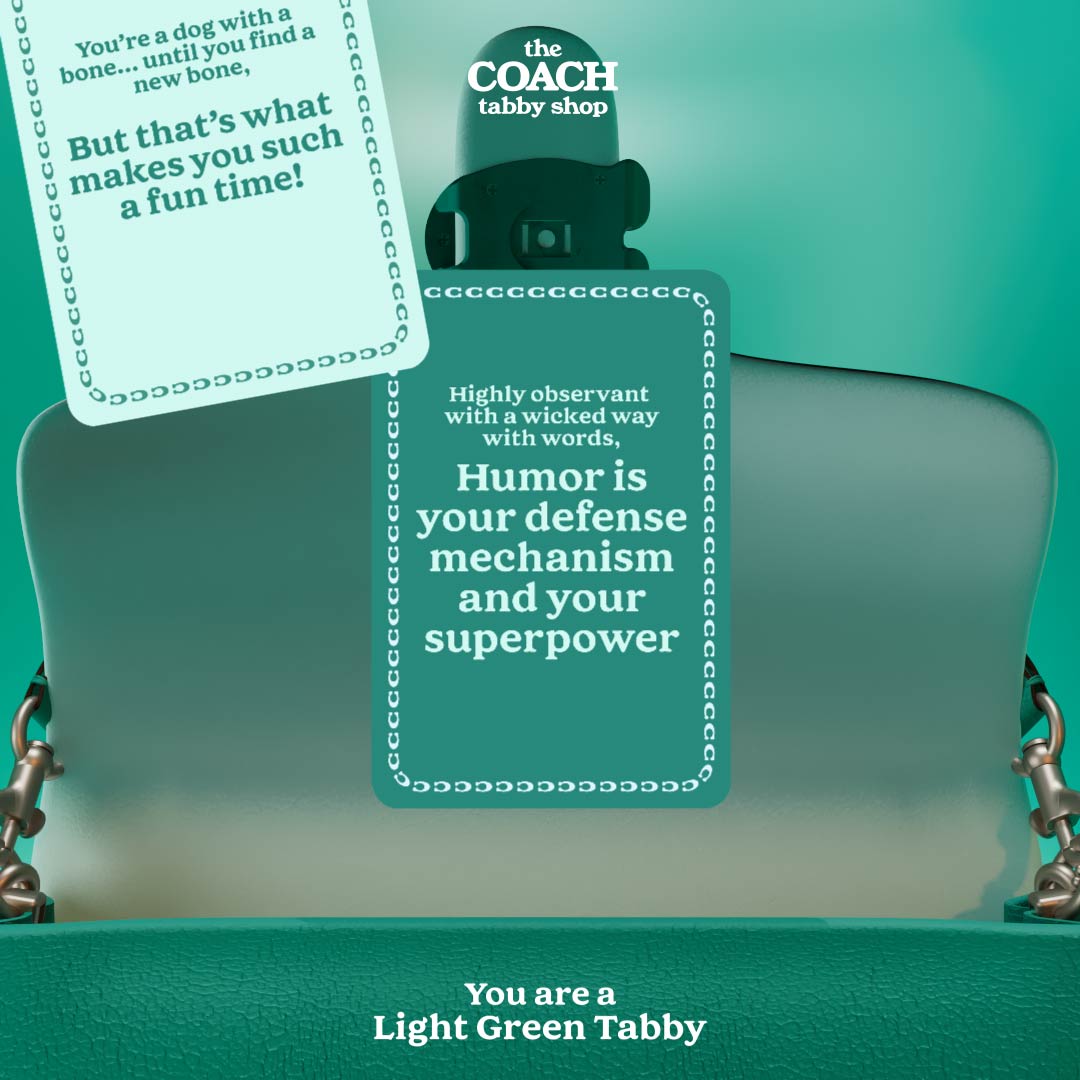 You're a dog with a
bone... until you find a
new bone,
But that's what
makes you such
a fun time!
the
COACH
tabby shop
Highly observant
with a wicked way
with words,
Humor is
your defense
mechanism
and your
superpower
You are a
Light Green Tabby